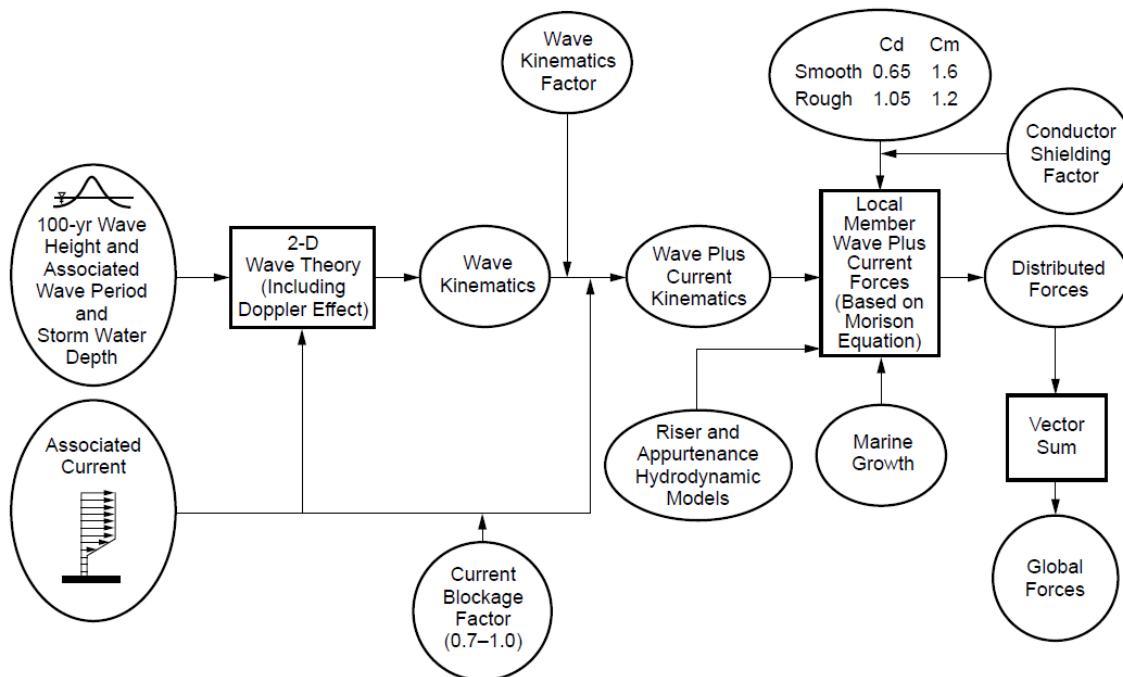 Wave
Kinematics
Factor
Cd Cm
Smooth 0.65 1.6
Rough 1.05 1.2
Conductor
Shielding
Factor
100-yr Wave
Height and
Associated
Wave Period
and
Storm Water
Depth
2-D
Wave Theory
(Including
Doppler Effect)
Wave
Kinematics
Wave Plus
Current
Kinematics
Local
Member
Wave Plus
Current
Forces
(Based on
Morison
Equation)
Distributed
Forces
Associated
Current
Riser and
Appurtenance
Hydrodynamic
Models
Marine
Growth
Vector
Sum
Current
Blockage
Factor
(0.7–1.0)
Global
Forces